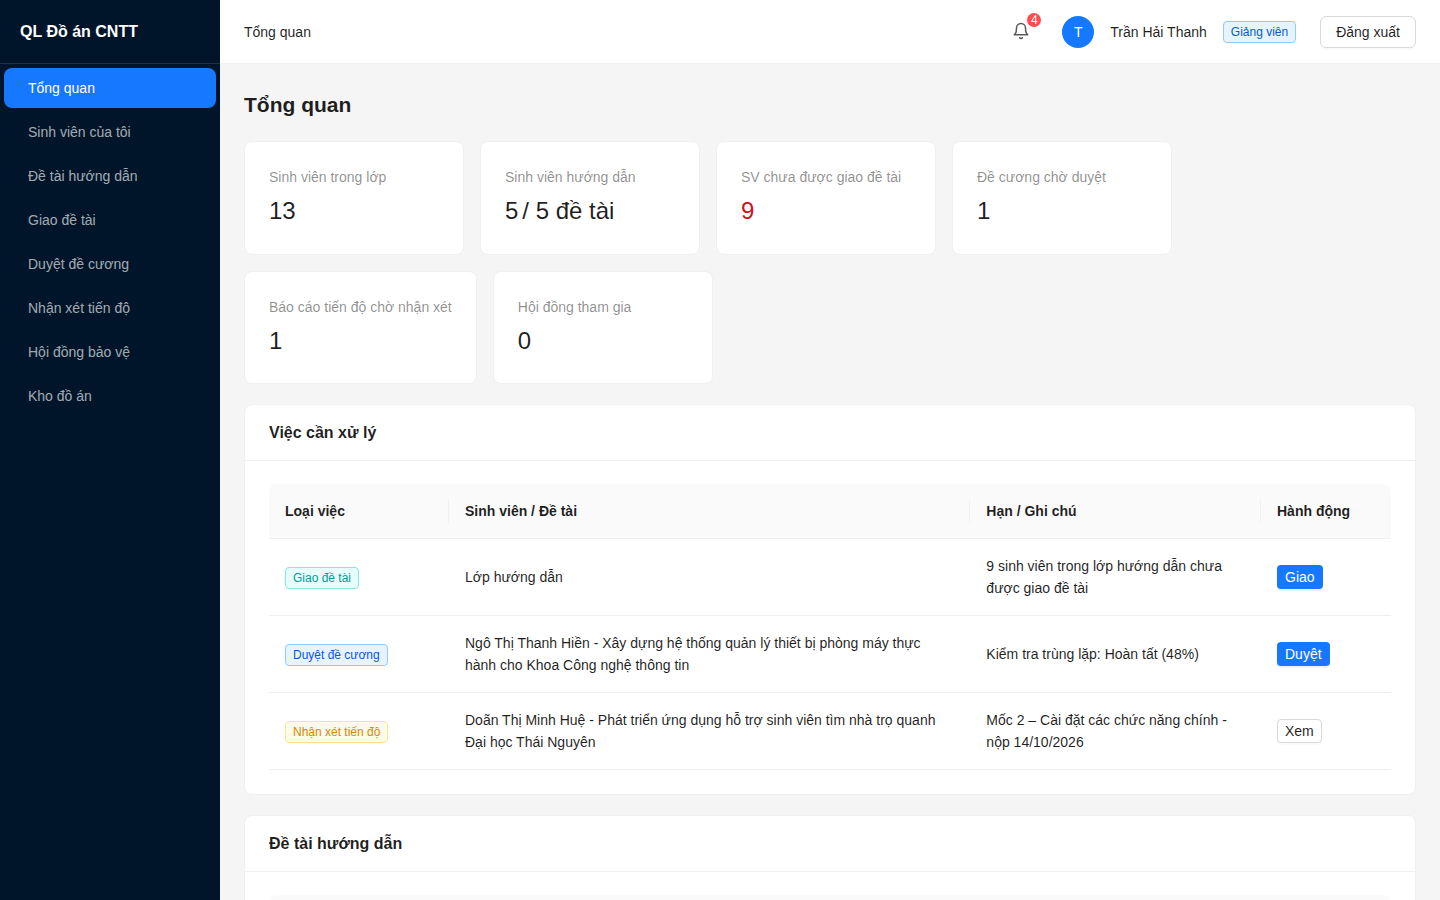 QL Đồ án CNTT
Tổng quan
4
T
Trần Hải Thanh
Giảng viên
Đăng xuất
Tổng quan
Sinh viên của tôi
Đề tài hướng dẫn
Giao đề tài
Duyệt đề cương
Nhận xét tiến độ
Hội đồng bảo vệ
Kho đồ án
Tổng quan
Sinh viên trong lớp
13
Sinh viên hướng dẫn
5 / 5 đề tài
SV chưa được giao đề tài
9
Đề cương chờ duyệt
1
Báo cáo tiến độ chờ nhận xét
1
Hội đồng tham gia
0
Việc cần xử lý
Loại việc
Sinh viên / Đề tài
Hạn / Ghi chú
Hành động
Giao đề tài
Lớp hướng dẫn
9 sinh viên trong lớp hướng dẫn chưa
được giao đề tài
Giao
Duyệt đề cương
Ngô Thị Thanh Hiền - Xây dựng hệ thống quản lý thiết bị phòng máy thực
hành cho Khoa Công nghệ thông tin
Kiểm tra trùng lặp: Hoàn tất (48%)
Duyệt
Nhận xét tiến độ
Doãn Thị Minh Huệ - Phát triển ứng dụng hỗ trợ sinh viên tìm nhà trọ quanh
Đại học Thái Nguyên
Mốc 2 – Cài đặt các chức năng chính -
nộp 14/10/2026
Xem
Đề tài hướng dẫn